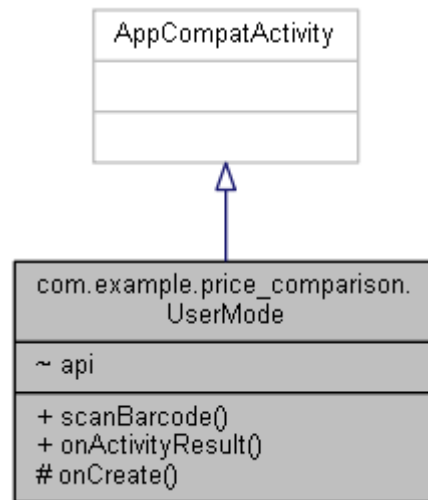 AppCompatActivity
com.example.price_comparison.
UserMode
~ api
+ scanBarcode()
+ onActivityResult()
# onCreate()